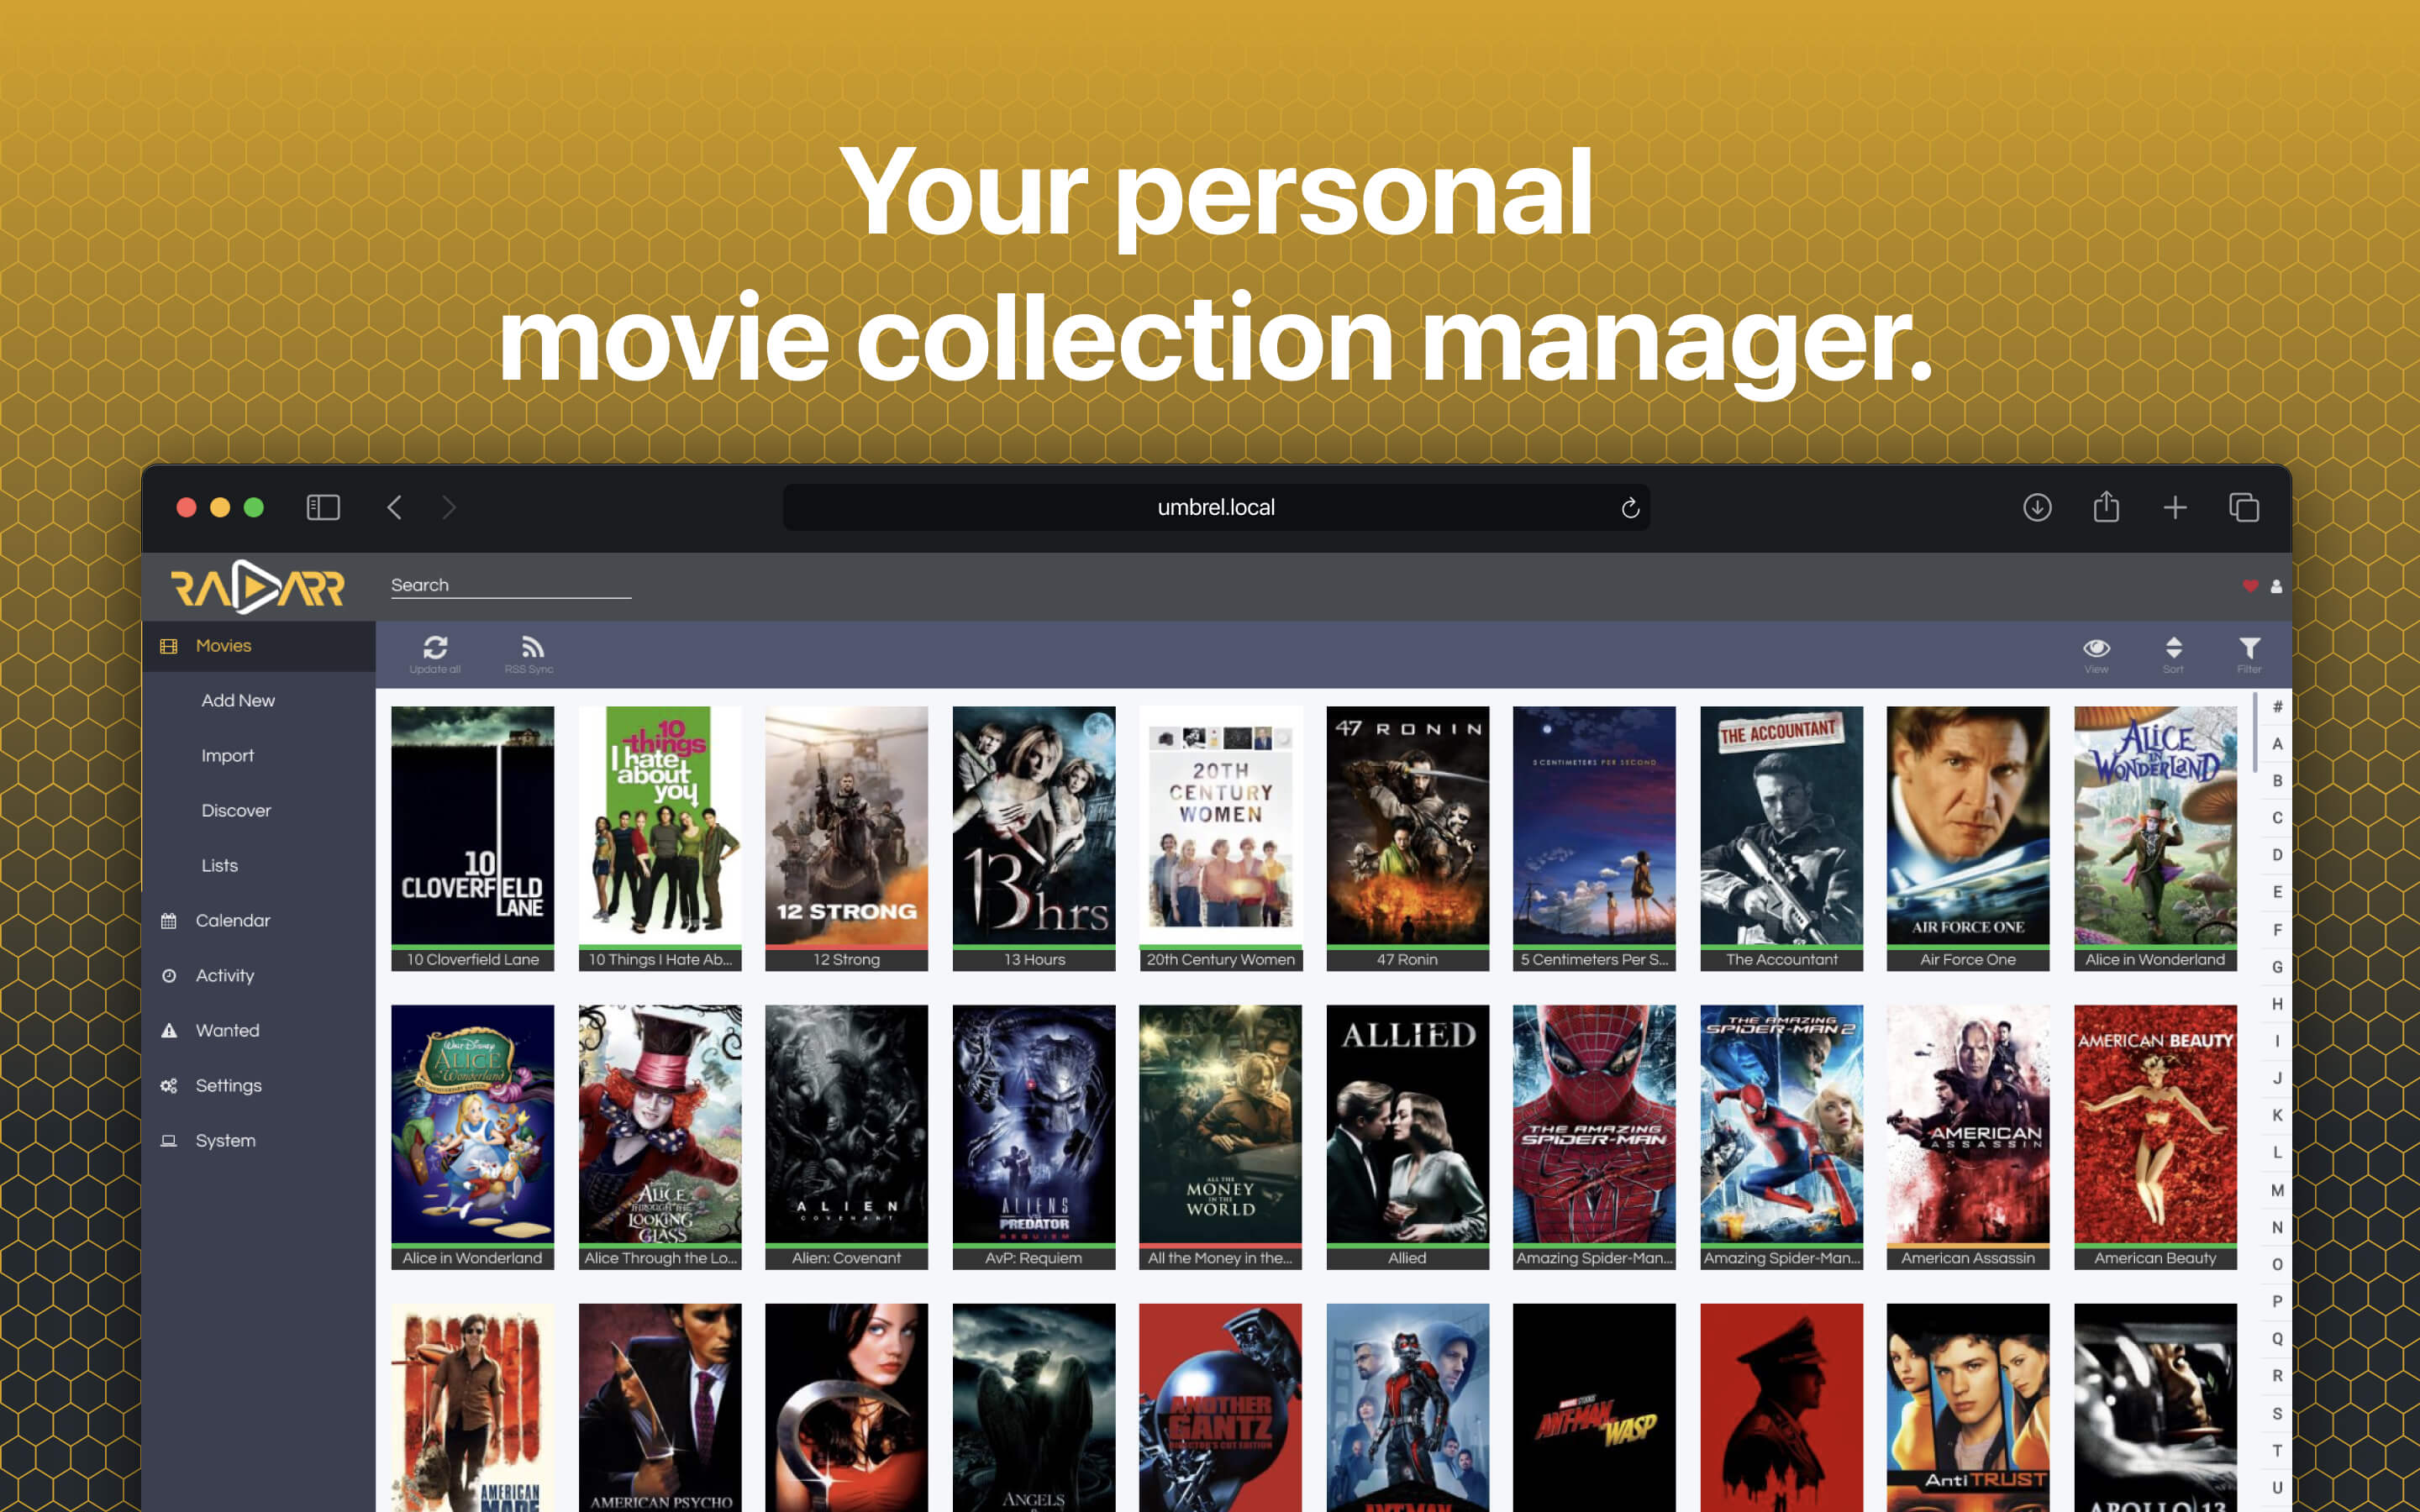 Your personal
movie collection manager.
umbrel.local
RADARR
Search
Movies
Add New
Import
Discover
Lists
Calendar
Activity
Wanted
Settings
System
Update all
RSS Sync
View
Sort
Filter
10
CLOVERFIELD
LANE
10 Cloverfield Lane
10
things
I hate
about
you
10 Things I Hate Ab...
12 STRONG
12 Strong
13hrs
13 Hours
20TH
CENTURY
WOMEN
20th Century Women
47 RONIN
47 Ronin
5 CENTIMETERS PER SECOND
5 Centimeters Per S...
THE ACCOUNTANT
The Accountant
AIR FORCE ONE
Air Force One
ALICE
IN
WONDERLAND
Alice in Wonderland
Walt Disney
ALICE
in
Wonderland
Alice in Wonderland
ALICE
THROUGH THE
LOOKING
GLASS
Alice Through the Lo...
ALIEN
COVENANT
Alien: Covenant
ALIENS
VS
PREDATOR
REQUIEM
AvP: Requiem
ALL THE
MONEY
IN THE
WORLD
All the Money in the...
ALLIED
Allied
THE AMAZING
SPIDER-MAN
Amazing Spider-Man...
THE AMAZING
SPIDER-MAN 2
Amazing Spider-Man...
AMERICAN
ASSASSIN
American Assassin
AMERICAN BEAUTY
American Beauty
AMERICAN
MADE
AMERICAN PSYCHO
ANGELS
ANOTHER
GANTZ
DIRECTOR'S CUT EDITION
ANT-MAN
MARVEL STUDIOS
ANT-MAN
WASP
AntiTRUST
APOLLO 13
#
A
B
C
D
E
F
G
H
I
J
K
L
M
N
O
P
Q
R
S
T
U